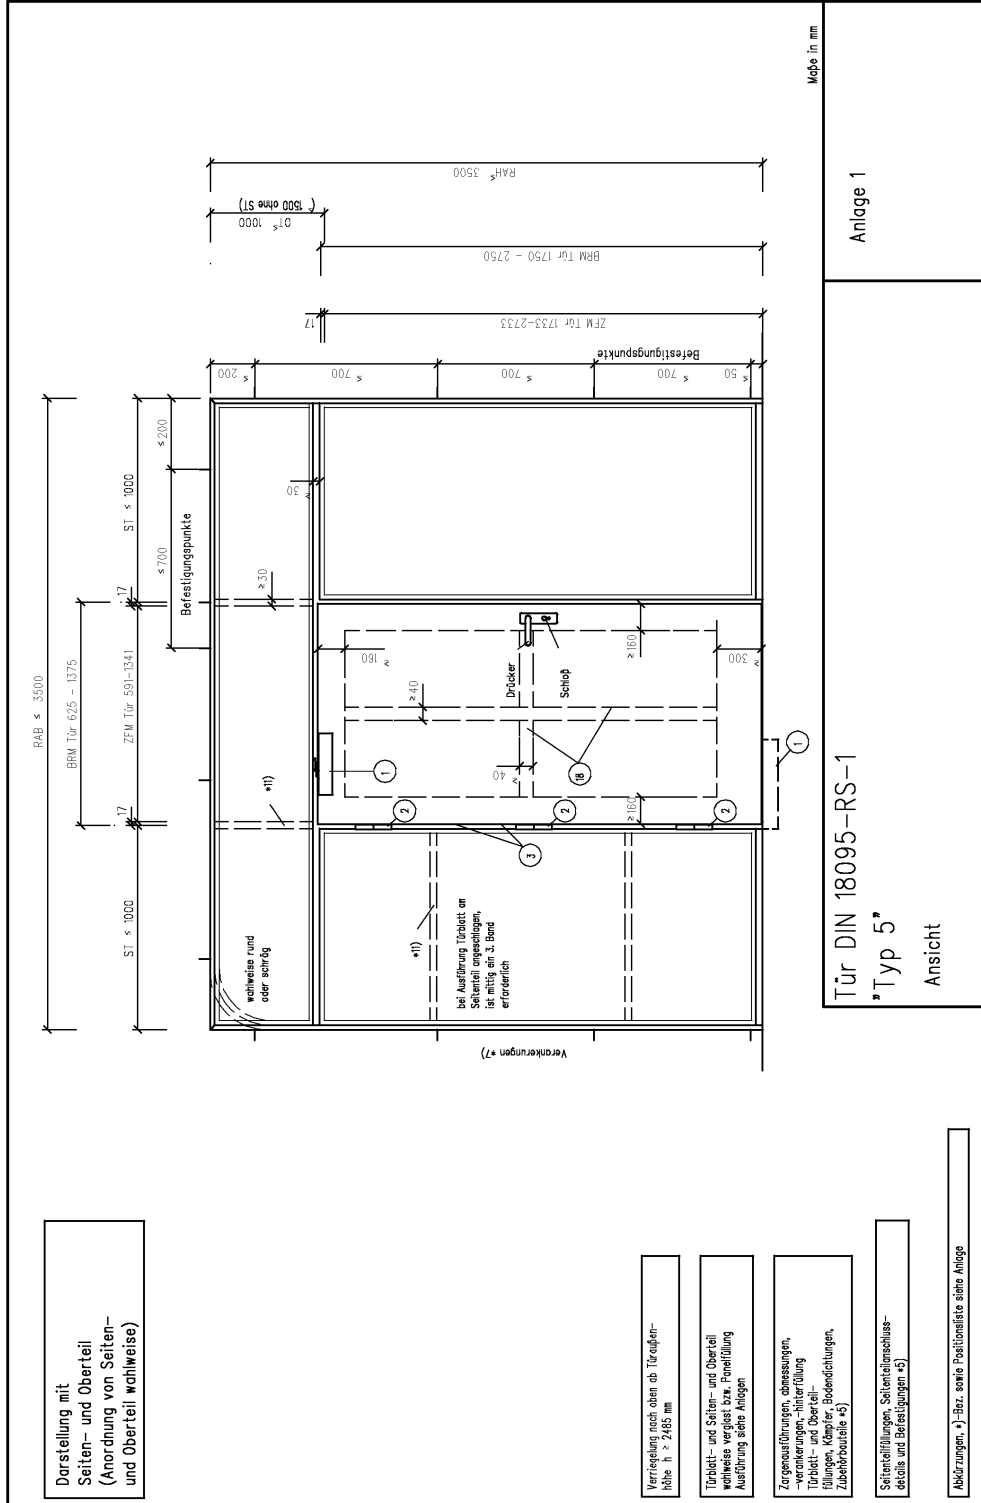 Darstellung mit
Seiten- und Oberteil
(Anordnung von Seiten-
und Oberteil wahlweise)
RAB ≤ 3500
BRM Tür 625 - 1375
ST ≤ 1000
17
ZFM Tür 591-1341
17
ST ≤ 1000
≤700
≤200
Befestigungspunkte
wahlweise rund
oder schräg
*11)
≥30
≥30
*11)
bei Ausführung Türblatt am
Seitenteil angeschlagen,
ist mittig ein 3. Band
erforderlich
1
≥160
≥40
Drücker
Schloß
≥40
18
2
2
2
3
≥160
≥160
≥300
1
Verankerungen *7)
≤200
≤700
≤700
≤700
≤50
Befestigungspunkte
17
ZFM Tür 1733-2733
BRM Tür 1750 - 2750
OT≤ 1000
(≤ 1500 ohne ST)
RAH≤ 3500
Verriegelung nach oben ab Türaußen-
höhe h ≥ 2485 mm
Türblatt- und Seiten- und Oberteil
wahlweise verglast bzw. Paneelfüllung
Ausführung siehe Anlagen
Zargenausführungen, abmessungen,
-verankerungen,-hinterfüllung
Türblatt- und Oberteil-
füllungen, Kämpfer, Bodendichtungen,
Zubehörbauteile *5)
Seitenteilfüllungen, Seitenteilanschluss-
details und Befestigungen *5)
Abkürzungen, *)-Bez. sowie Positionsliste siehe Anlage
Maße in mm
Tür DIN 18095-RS-1
"Typ 5"
Ansicht
Anlage 1